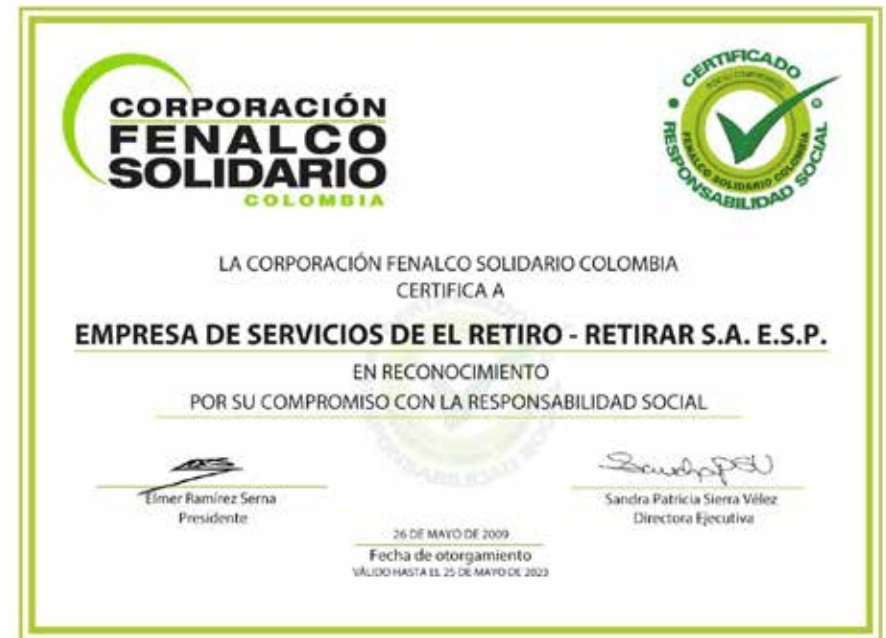 CORPORACIÓN
FENALCO
SOLIDARIO
COLOMBIA
CERTIFICADO
POR SU COMPROMISO
RESPONSABILIDAD SOCIAL
FENALCO SOLIDARIO COLOMBIA
LA CORPORACIÓN FENALCO SOLIDARIO COLOMBIA
CERTIFICA A
EMPRESA DE SERVICIOS DE EL RETIRO - RETIRAR S.A. E.S.P.
EN RECONOCIMIENTO
POR SU COMPROMISO CON LA RESPONSABILIDAD SOCIAL
Elmer Ramírez Serna
Presidente
Sandra Patricia Sierra Vélez
Directora Ejecutiva
26 DE MAYO DE 2009
Fecha de otorgamiento
VÁLIDO HASTA EL 25 DE MAYO DE 2023